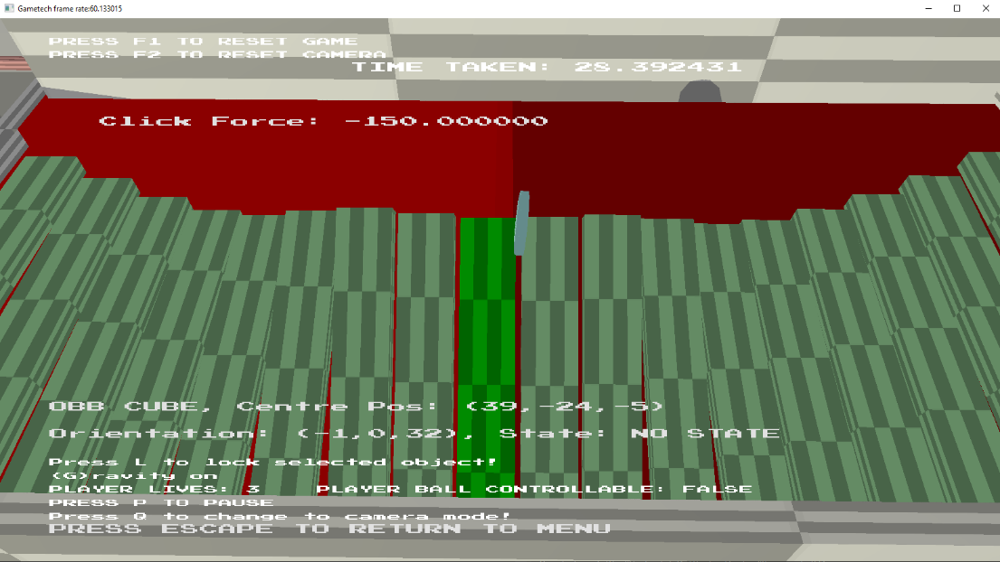 Gametech frame rate:60.133015
PRESS F1 TO RESET GAME
PRESS F2 TO RESET CAMERA
TIME TAKEN: 28.392431
Click Force: -150.000000
OBB CUBE, Centre Pos: (39,-24,-5)
Orientation: (-1,0,32), State: NO STATE
Press L to lock selected object!
(G)ravity on
PLAYER LIVES: 3 PLAYER BALL CONTROLLABLE: FALSE
PRESS P TO PAUSE
Press Q to change to camera mode!
PRESS ESCAPE TO RETURN TO MENU